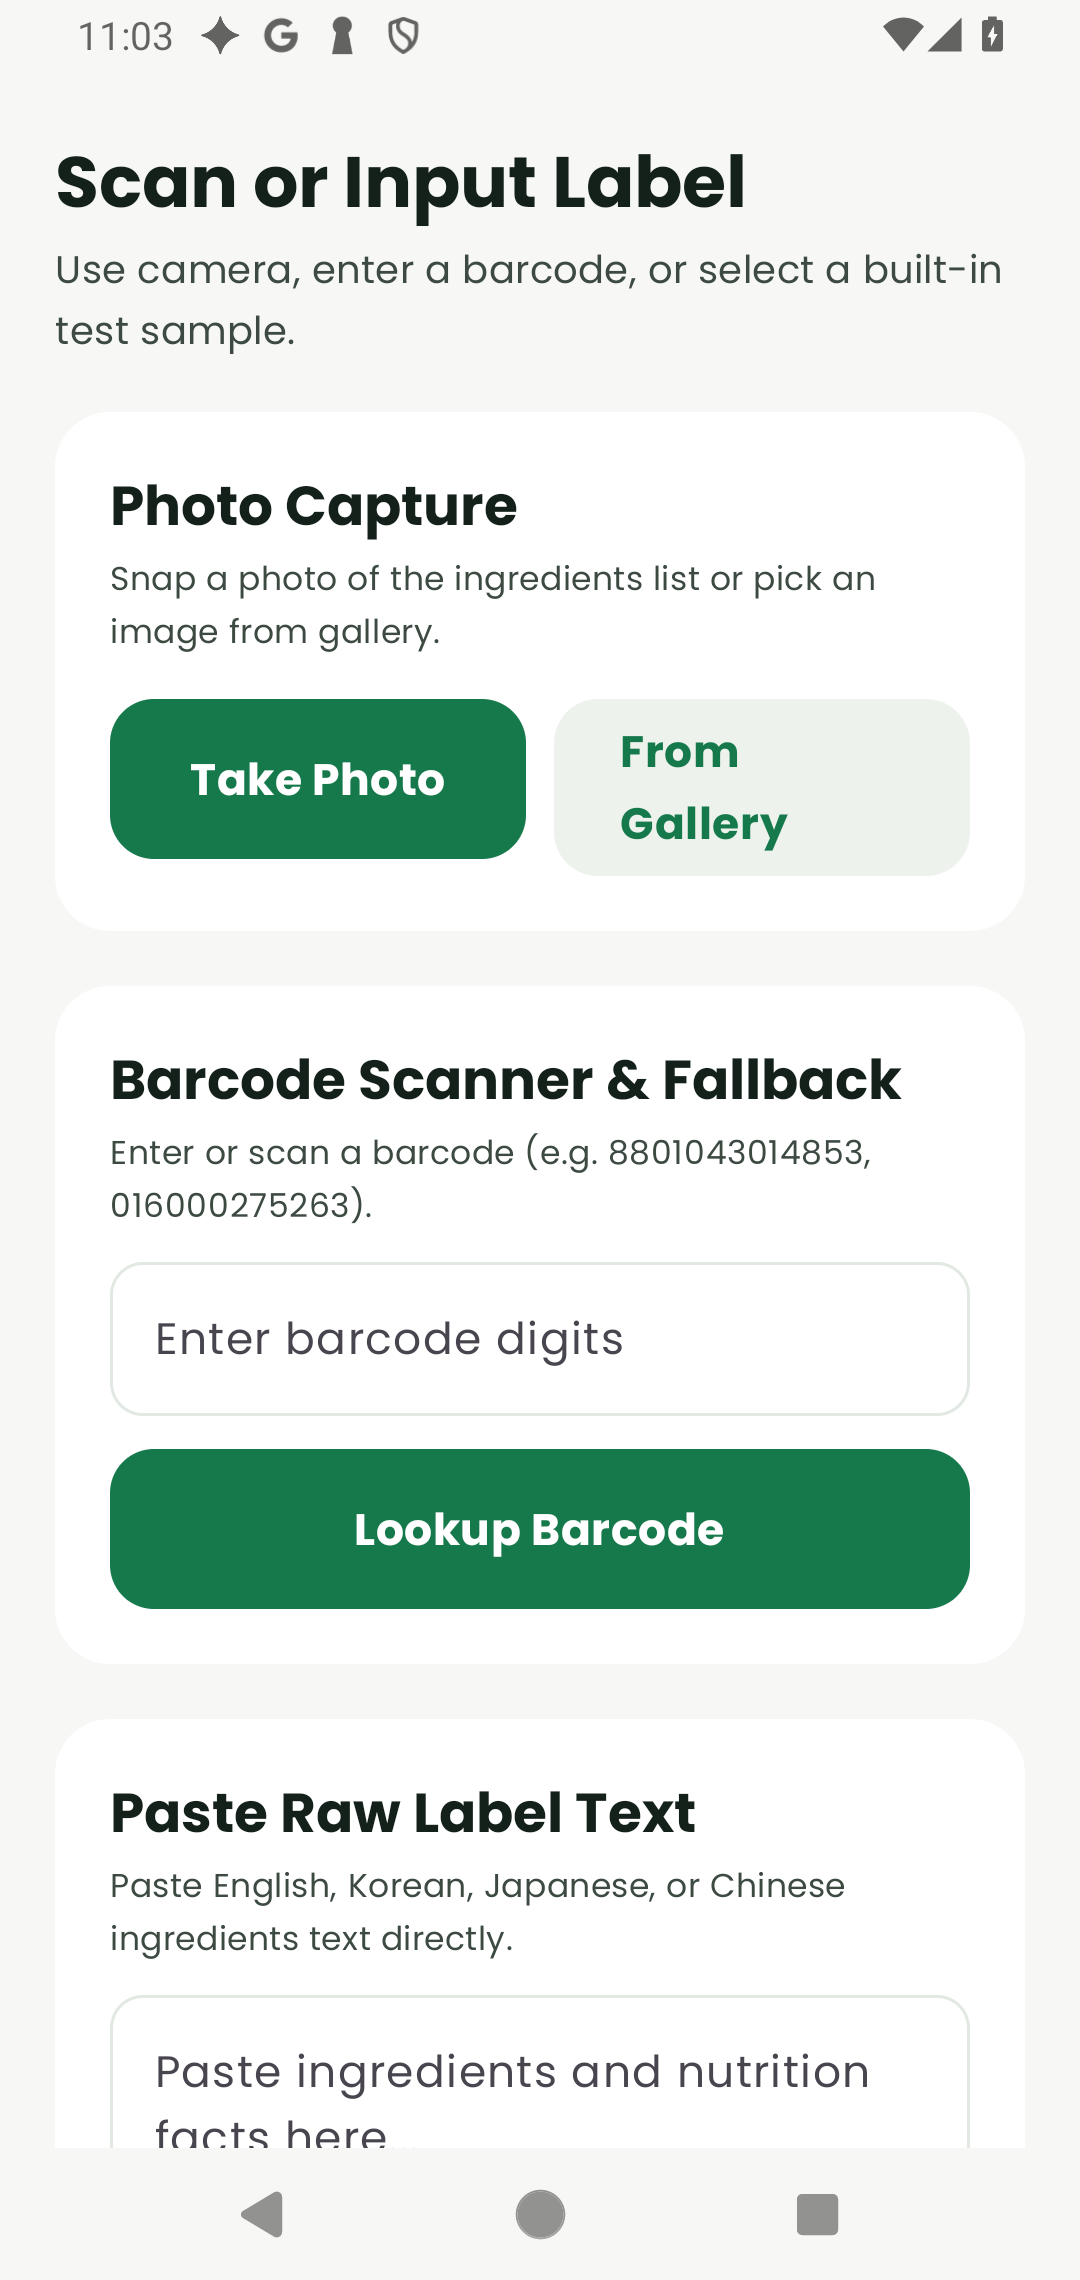 11:03
Scan or Input Label
Use camera, enter a barcode, or select a built-in
test sample.
Photo Capture
Snap a photo of the ingredients list or pick an
image from gallery.
Take Photo
From
Gallery
Barcode Scanner & Fallback
Enter or scan a barcode (e.g. 8801043014853,
016000275263).
Enter barcode digits
Lookup Barcode
Paste Raw Label Text
Paste English, Korean, Japanese, or Chinese
ingredients text directly.
Paste ingredients and nutrition
facts here...